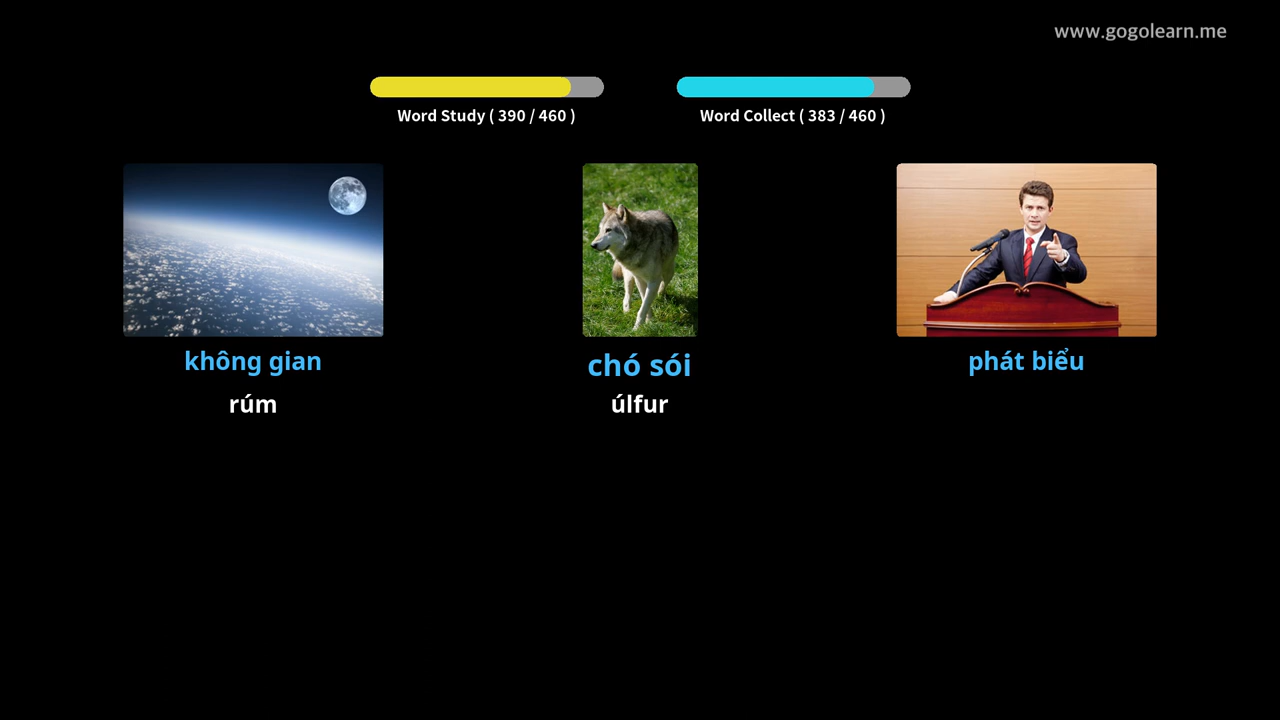 www.gogolearn.me
Word Study ( 390 / 460 )
Word Collect ( 383 / 460 )
không gian
chó sói
phát biểu
rúm
úlfur